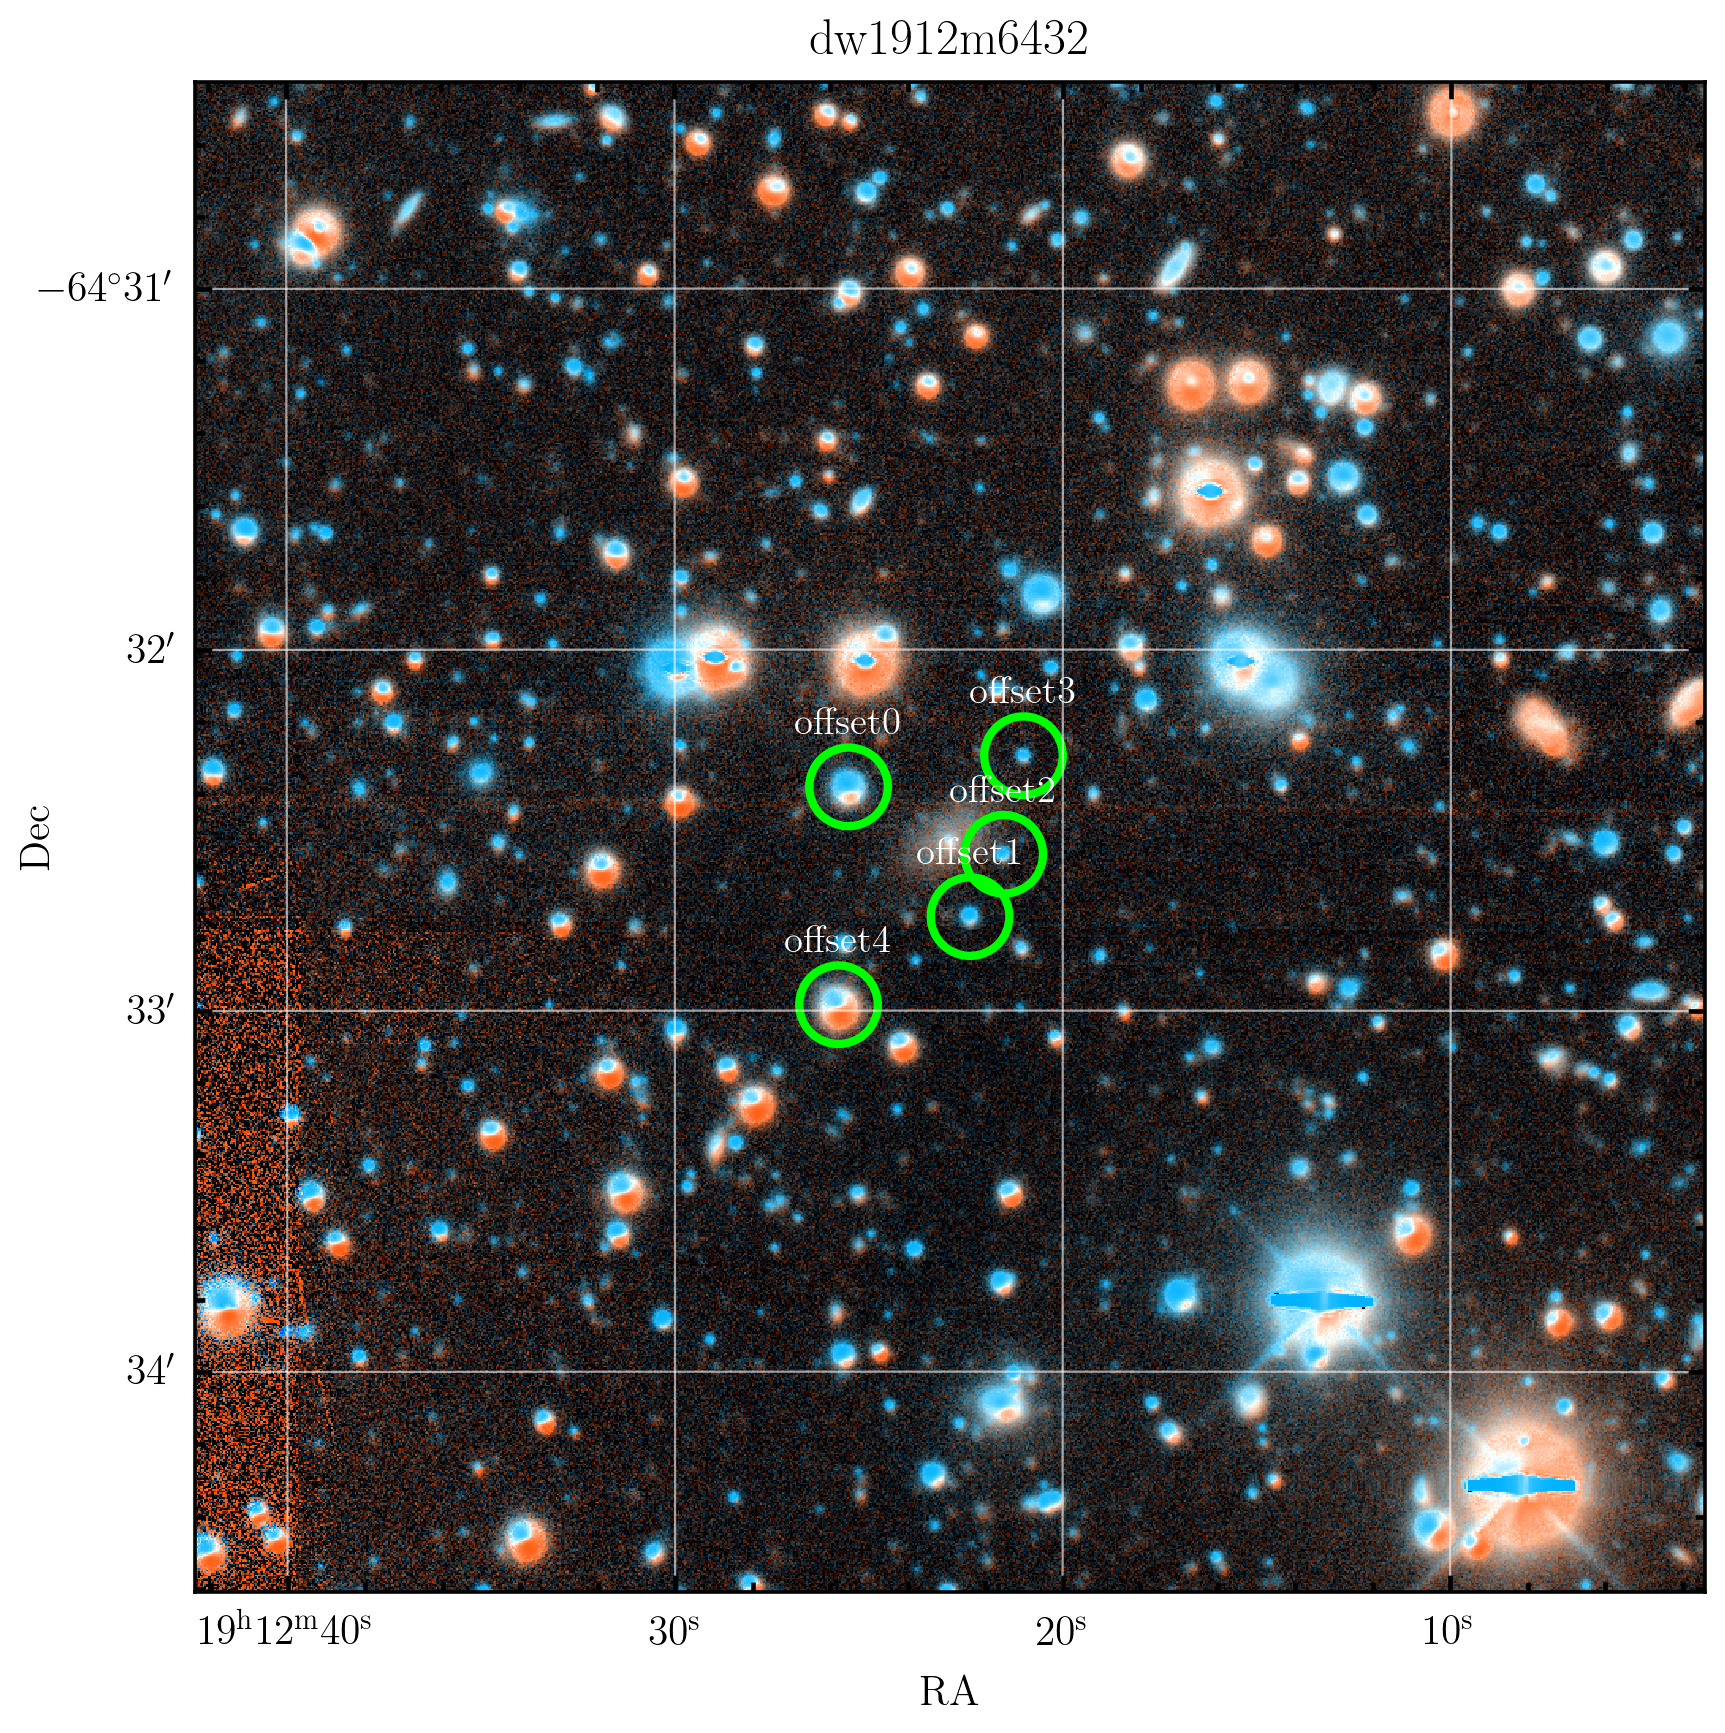 dw1912m6432
−64°31′
32′
offset3
offset0
offset2
offset1
offset4
33′
34′
19ʰ12ᵐ40ˢ
30ˢ
20ˢ
10ˢ
RA
Dec